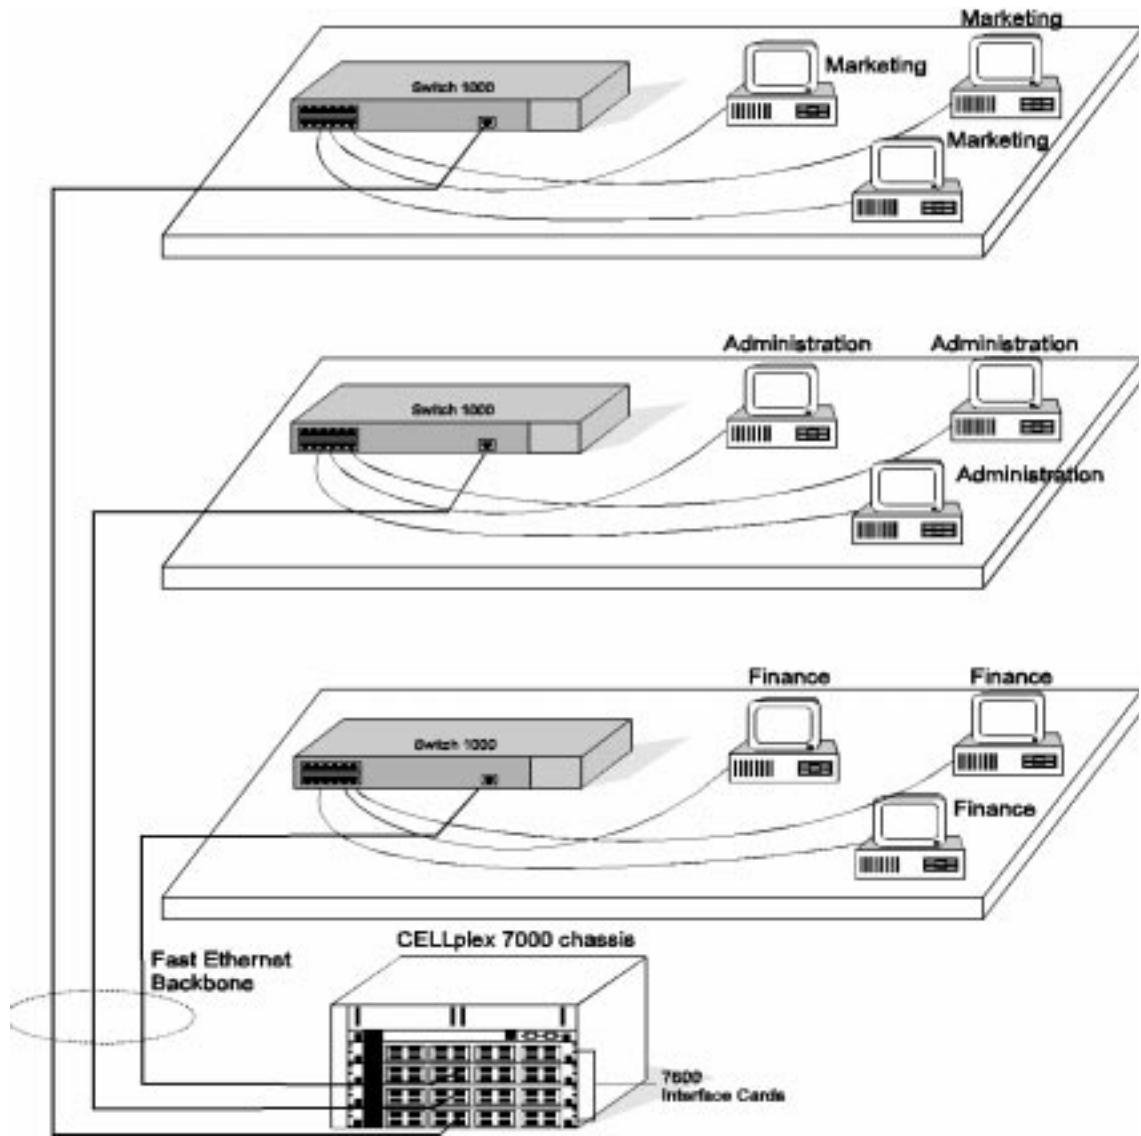 Marketing
Marketing
Switch 1000
Marketing
Administration
Administration
Switch 1000
Administration
Finance
Finance
Switch 1000
Finance
CELLplex 7000 chassis
Fast Ethernet
Backbone
7600
Interface Cards